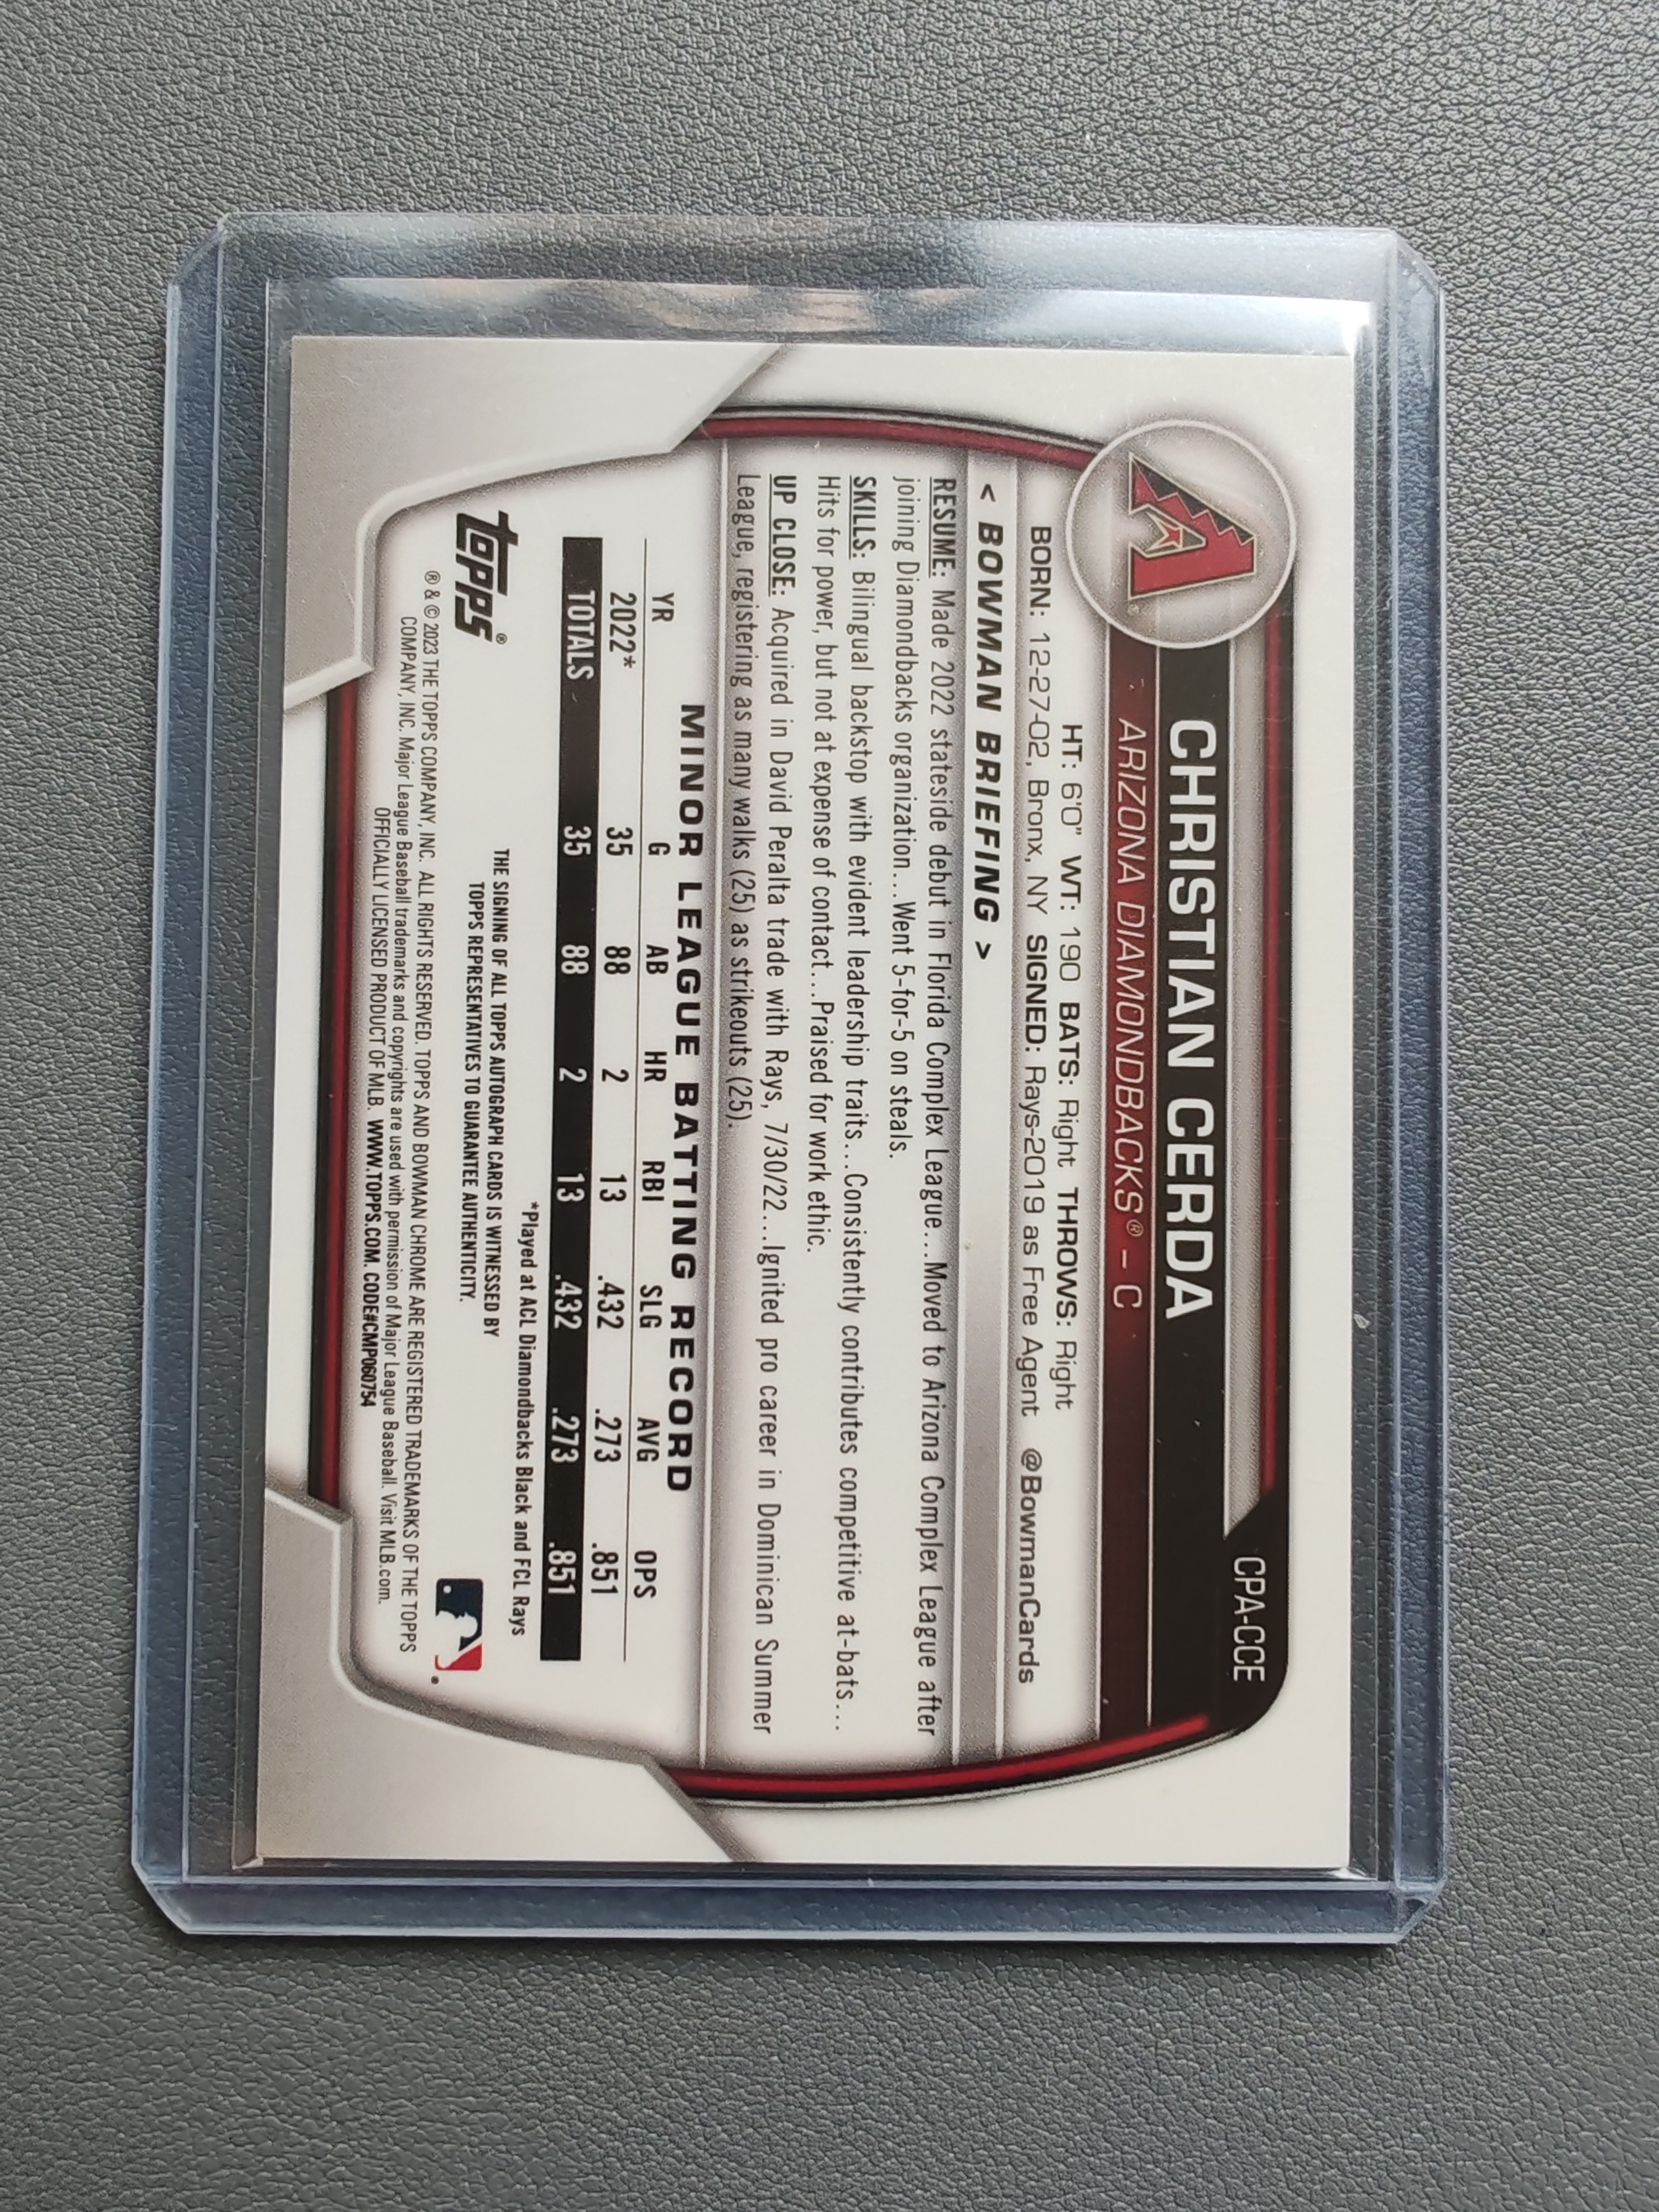 CPA-CCE
CHRISTIAN CERDA
ARIZONA DIAMONDBACKS® – C
A®
HT: 6'0" WT: 190 BATS: Right THROWS: Right
BORN: 12-27-02, Bronx, NY SIGNED: Rays-2019 as Free Agent @BowmanCards
< BOWMAN BRIEFING >
RESUME: Made 2022 stateside debut in Florida Complex League...Moved to Arizona Complex League after
joining Diamondbacks organization...Went 5-for-5 on steals.
SKILLS: Bilingual backstop with evident leadership traits...Consistently contributes competitive at-bats...
Hits for power, but not at expense of contact...Praised for work ethic.
UP CLOSE: Acquired in David Peralta trade with Rays, 7/30/22...Ignited pro career in Dominican Summer
League, registering as many walks (25) as strikeouts (25).
MINOR LEAGUE BATTING RECORD
YR G AB HR RBI SLG AVG OPS
2022* 35 88 2 13 .432 .273 .851
TOTALS 35 88 2 13 .432 .273 .851
*Played at ACL Diamondbacks Black and FCL Rays
THE SIGNING OF ALL TOPPS AUTOGRAPH CARDS IS WITNESSED BY
TOPPS REPRESENTATIVES TO GUARANTEE AUTHENTICITY.
topps®
® & © 2023 THE TOPPS COMPANY, INC. ALL RIGHTS RESERVED. TOPPS AND BOWMAN CHROME ARE REGISTERED TRADEMARKS OF THE TOPPS
COMPANY, INC. Major League Baseball trademarks and copyrights are used with permission of Major League Baseball. Visit MLB.com.
OFFICIALLY LICENSED PRODUCT OF MLB. WWW.TOPPS.COM. CODE#CMP060754